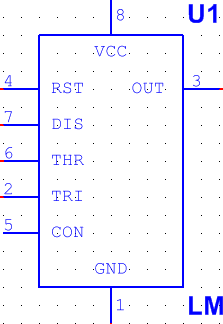 8 U1
VCC
4 RST OUT 3
7 DIS
6 THR
2 TRI
5 CON
GND
1 LM